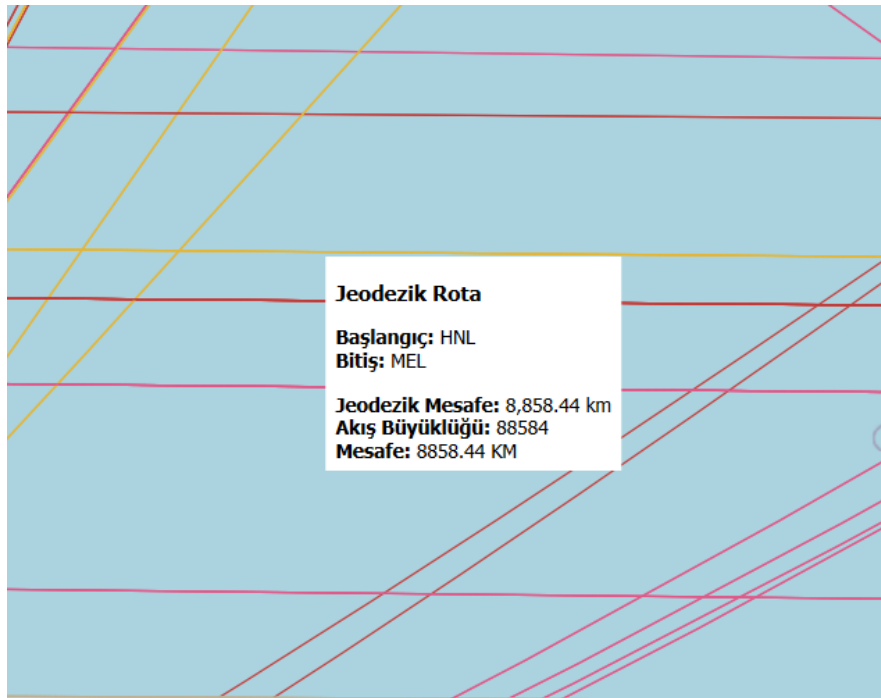 Jeodezik Rota
Başlangıç: HNL
Bitiş: MEL
Jeodezik Mesafe: 8,858.44 km
Akış Büyüklüğü: 88584
Mesafe: 8858.44 KM